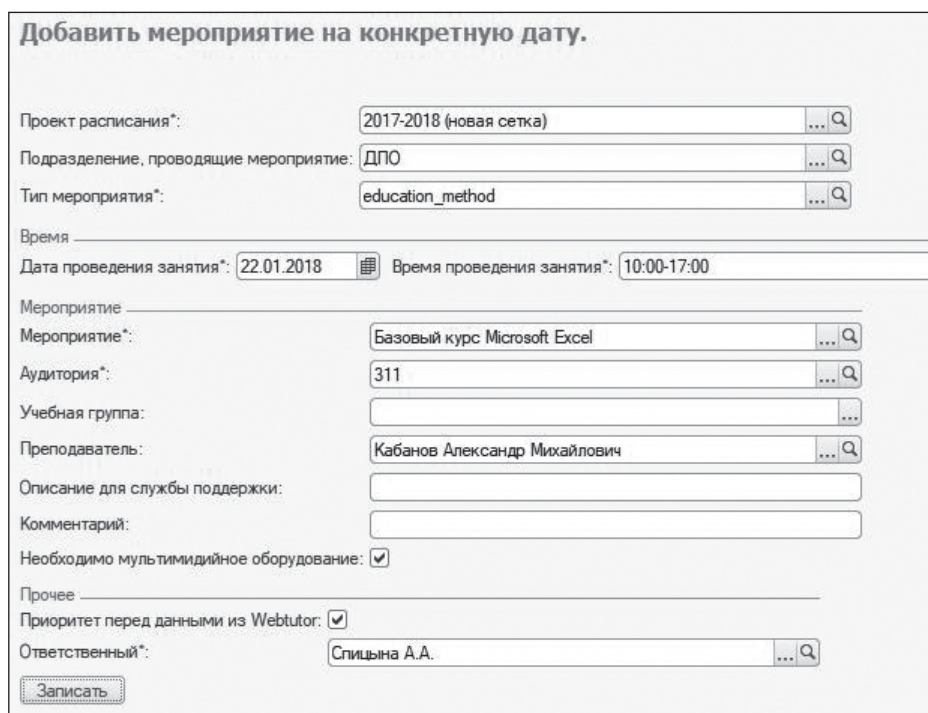 Добавить мероприятие на конкретную дату.
Проект расписания*: 2017-2018 (новая сетка) ...
Подразделение, проводящие мероприятие: ДПО ...
Тип мероприятия*: education_method ...
Время
Дата проведения занятия*: 22.01.2018 Время проведения занятия*: 10:00-17:00
Мероприятие
Мероприятие*: Базовый курс Microsoft Excel ...
Аудитория*: 311 ...
Учебная группа: ...
Преподаватель: Кабанов Александр Михайлович ...
Описание для службы поддержки:
Комментарий:
Необходимо мультимидийное оборудование:
Прочее
Приоритет перед данными из Webtutor:
Ответственный*: Спицына А.А. ...
Записать